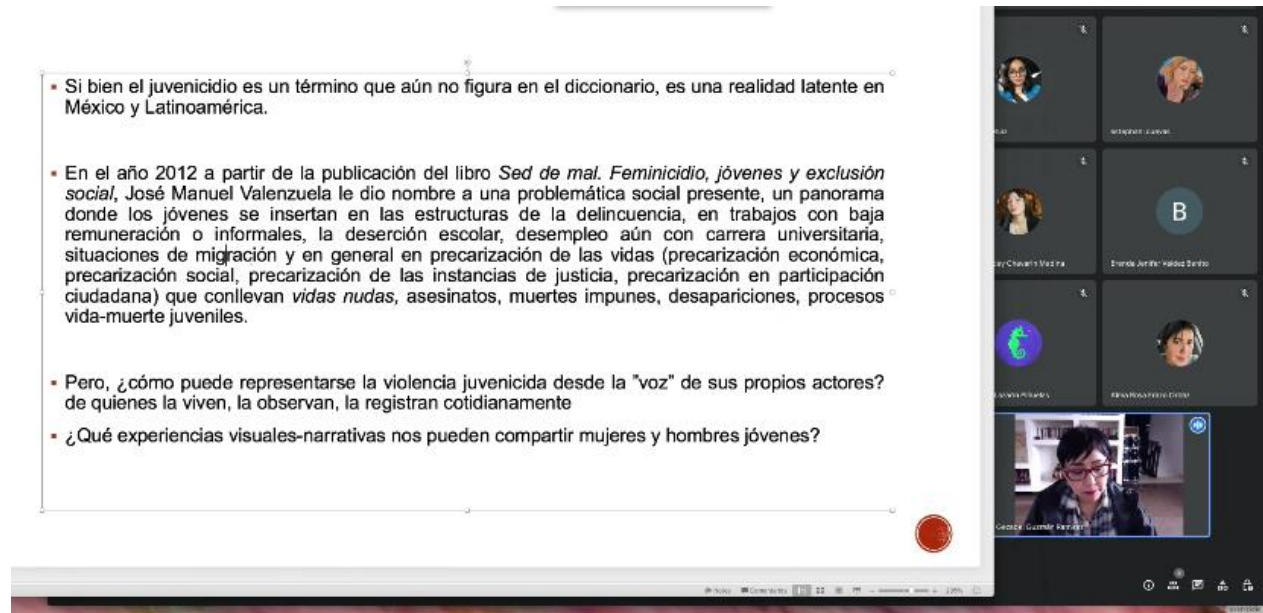 ▪ Si bien el juvenicidio es un término que aún no figura en el diccionario, es una realidad latente en
México y Latinoamérica.
▪ En el año 2012 a partir de la publicación del libro Sed de mal. Feminicidio, jóvenes y exclusión
social, José Manuel Valenzuela le dio nombre a una problemática social presente, un panorama
donde los jóvenes se insertan en las estructuras de la delincuencia, en trabajos con baja
remuneración o informales, la deserción escolar, desempleo aún con carrera universitaria,
situaciones de migración y en general en precarización de las vidas (precarización económica,
precarización social, precarización de las instancias de justicia, precarización en participación
ciudadana) que conllevan vidas nudas, asesinatos, muertes impunes, desapariciones, procesos
vida-muerte juveniles.
▪ Pero, ¿cómo puede representarse la violencia juvenicida desde la "voz" de sus propios actores?
de quienes la viven, la observan, la registran cotidianamente
▪ ¿Qué experiencias visuales-narrativas nos pueden compartir mujeres y hombres jóvenes?
B
Chavarin Medina
Brenda Jenifer Valdez Benito
Guzmán
Notas
Comentarios